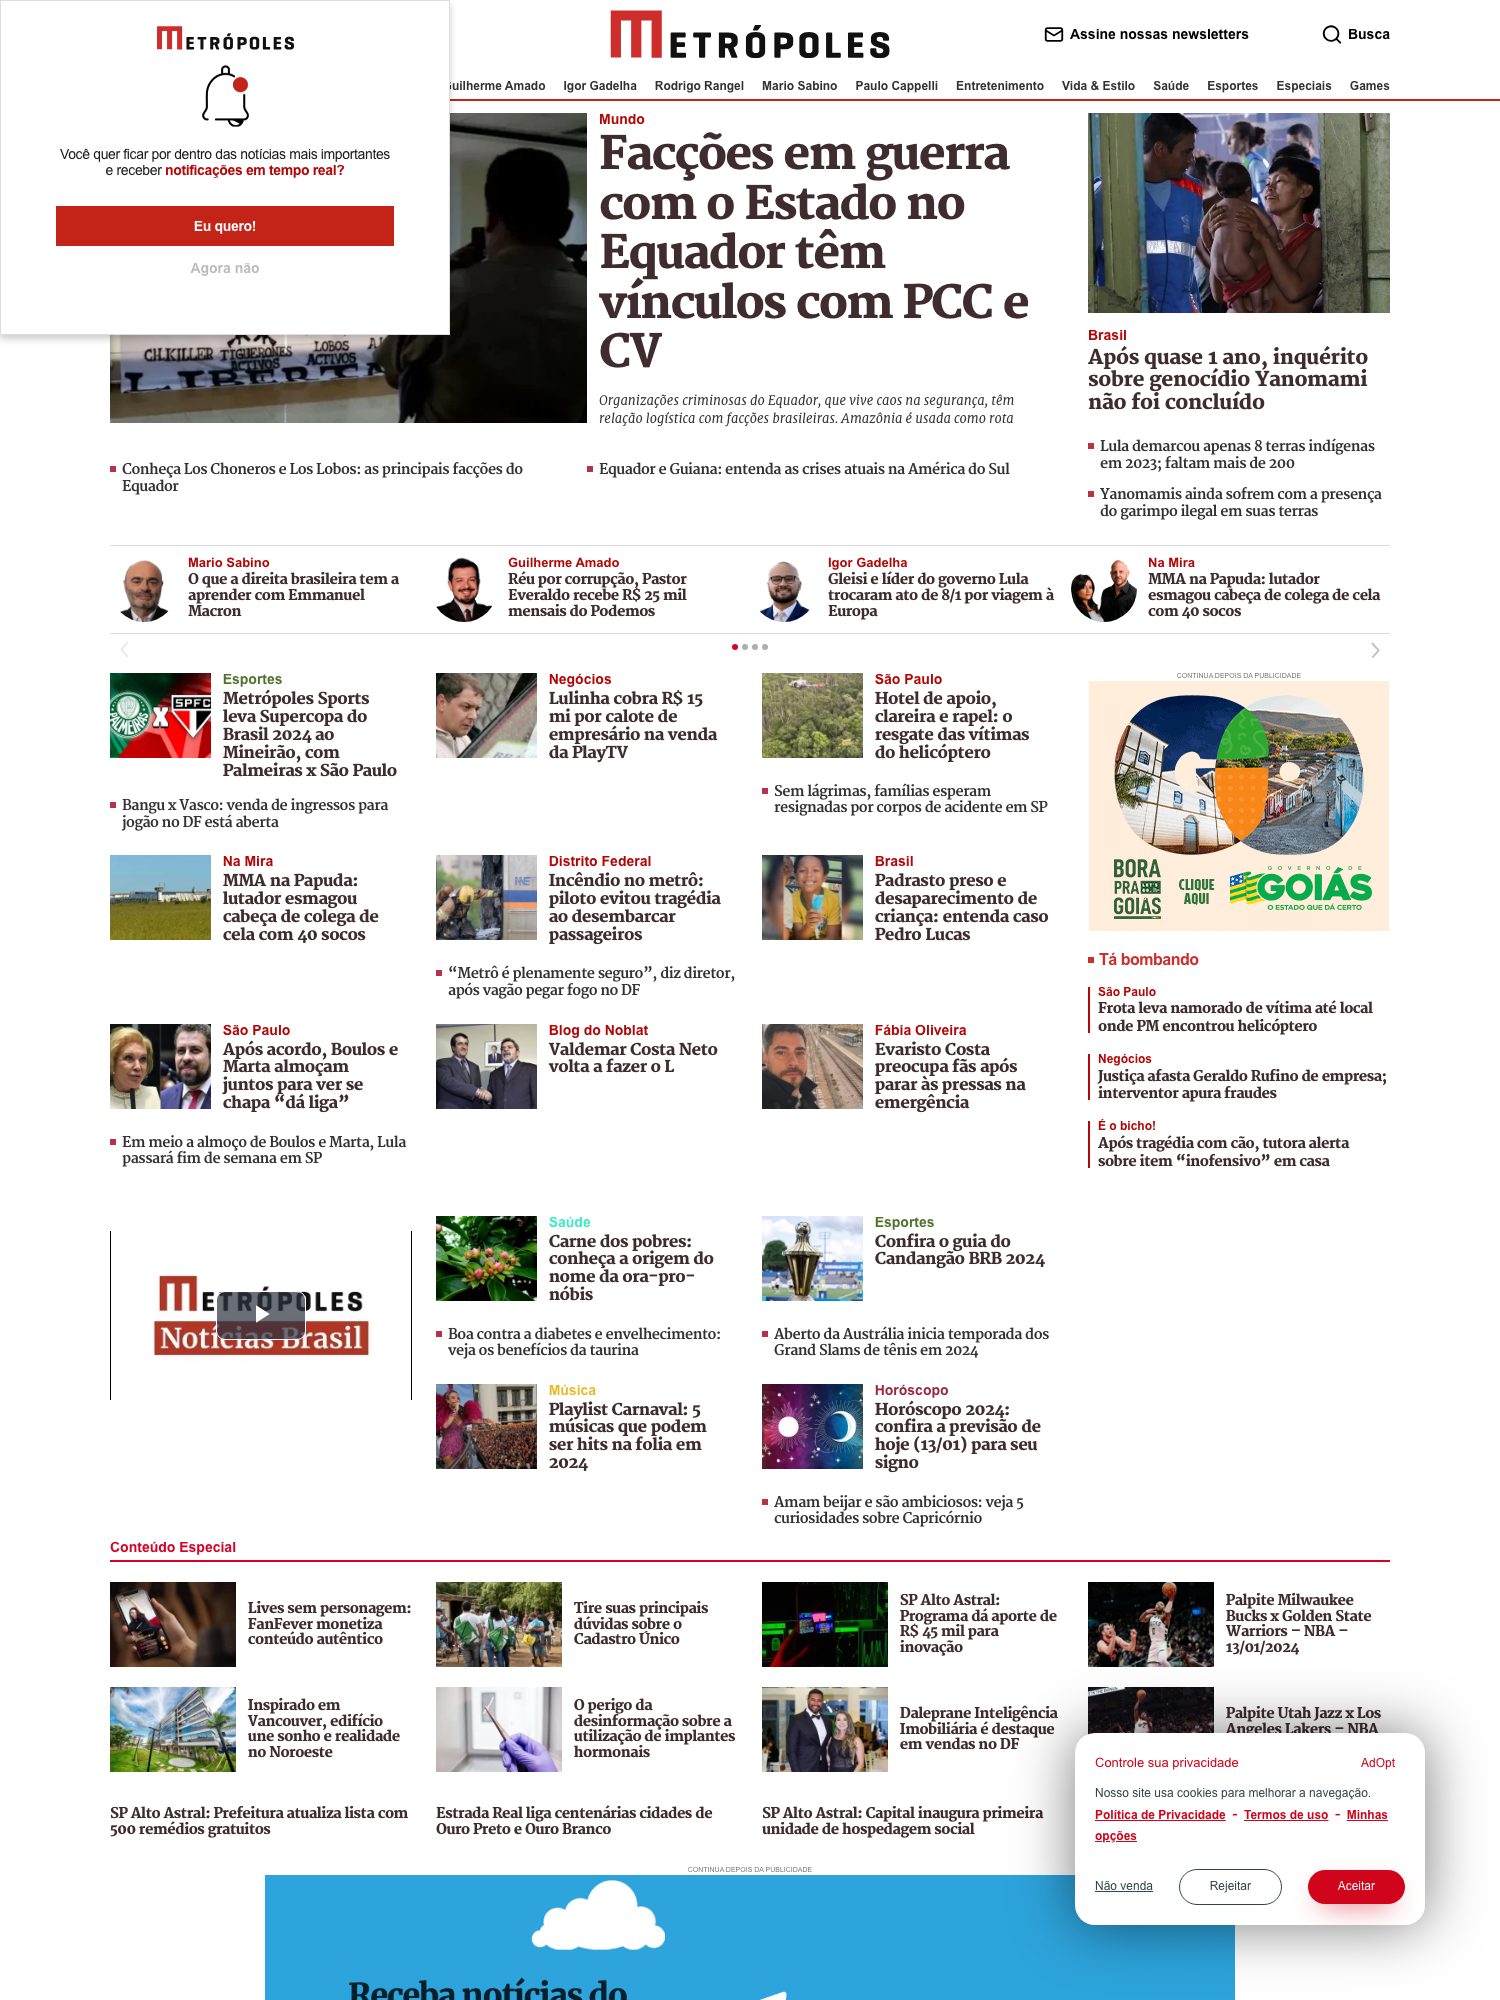 METRÓPOLES
Você quer ficar por dentro das notícias mais importantes
e receber notificações em tempo real?
Eu quero!
Agora não
METRÓPOLES
Assine nossas newsletters
Busca
Guilherme Amado Igor Gadelha Rodrigo Rangel Mario Sabino Paulo Cappelli Entretenimento Vida & Estilo Saúde Esportes Especiais Games
CH.KILLER TIGUERONES ACTIVOS LOBOS ACTIVOS
LIBERT
Mundo
Facções em guerra
com o Estado no
Equador têm
vínculos com PCC e
CV
Organizações criminosas do Equador, que vive caos na segurança, têm
relação logística com facções brasileiras. Amazônia é usada como rota
Conheça Los Choneros e Los Lobos: as principais facções do
Equador
Equador e Guiana: entenda as crises atuais na América do Sul
Brasil
Após quase 1 ano, inquérito
sobre genocídio Yanomami
não foi concluído
Lula demarcou apenas 8 terras indígenas
em 2023; faltam mais de 200
Yanomamis ainda sofrem com a presença
do garimpo ilegal em suas terras
Mario Sabino
O que a direita brasileira tem a
aprender com Emmanuel
Macron
Guilherme Amado
Réu por corrupção, Pastor
Everaldo recebe R$ 25 mil
mensais do Podemos
Igor Gadelha
Gleisi e líder do governo Lula
trocaram ato de 8/1 por viagem à
Europa
Na Mira
MMA na Papuda: lutador
esmagou cabeça de colega de cela
com 40 socos
PALMEIRAS X SPFC
Esportes
Metrópoles Sports
leva Supercopa do
Brasil 2024 ao
Mineirão, com
Palmeiras x São Paulo
Bangu x Vasco: venda de ingressos para
jogão no DF está aberta
Negócios
Lulinha cobra R$ 15
mi por calote de
empresário na venda
da PlayTV
São Paulo
Hotel de apoio,
clareira e rapel: o
resgate das vítimas
do helicóptero
Sem lágrimas, famílias esperam
resignadas por corpos de acidente em SP
Na Mira
MMA na Papuda:
lutador esmagou
cabeça de colega de
cela com 40 socos
Distrito Federal
Incêndio no metrô:
piloto evitou tragédia
ao desembarcar
passageiros
“Metrô é plenamente seguro”, diz diretor,
após vagão pegar fogo no DF
Brasil
Padrasto preso e
desaparecimento de
criança: entenda caso
Pedro Lucas
São Paulo
Após acordo, Boulos e
Marta almoçam
juntos para ver se
chapa “dá liga”
Em meio a almoço de Boulos e Marta, Lula
passará fim de semana em SP
Blog do Noblat
Valdemar Costa Neto
volta a fazer o L
Fábia Oliveira
Evaristo Costa
preocupa fãs após
parar às pressas na
emergência
CONTINUA DEPOIS DA PUBLICIDADE
BORA
PRA
GOIÁS
CLIQUE
AQUI
GOVERNO DE
GOIÁS
O ESTADO QUE DÁ CERTO
Tá bombando
São Paulo
Frota leva namorado de vítima até local
onde PM encontrou helicóptero
Negócios
Justiça afasta Geraldo Rufino de empresa;
interventor apura fraudes
É o bicho!
Após tragédia com cão, tutora alerta
sobre item “inofensivo” em casa
METRÓPOLES
Notícias Brasil
Saúde
Carne dos pobres:
conheça a origem do
nome da ora-pro-
nóbis
Boa contra a diabetes e envelhecimento:
veja os benefícios da taurina
Esportes
Confira o guia do
Candangão BRB 2024
Aberto da Austrália inicia temporada dos
Grand Slams de tênis em 2024
Música
Playlist Carnaval: 5
músicas que podem
ser hits na folia em
2024
Horóscopo
Horóscopo 2024:
confira a previsão de
hoje (13/01) para seu
signo
Amam beijar e são ambiciosos: veja 5
curiosidades sobre Capricórnio
Conteúdo Especial
Lives sem personagem:
FanFever monetiza
conteúdo autêntico
Tire suas principais
dúvidas sobre o
Cadastro Único
SP Alto Astral:
Programa dá aporte de
R$ 45 mil para
inovação
Palpite Milwaukee
Bucks x Golden State
Warriors – NBA –
13/01/2024
Inspirado em
Vancouver, edifício
une sonho e realidade
no Noroeste
O perigo da
desinformação sobre a
utilização de implantes
hormonais
Daleprane Inteligência
Imobiliária é destaque
em vendas no DF
Palpite Utah Jazz x Los
Angeles Lakers – NBA
SP Alto Astral: Prefeitura atualiza lista com
500 remédios gratuitos
Estrada Real liga centenárias cidades de
Ouro Preto e Ouro Branco
SP Alto Astral: Capital inaugura primeira
unidade de hospedagem social
Controle sua privacidade
AdOpt
Nosso site usa cookies para melhorar a navegação.
Política de Privacidade - Termos de uso - Minhas
opções
Não venda
Rejeitar
Aceitar
CONTINUA DEPOIS DA PUBLICIDADE
Receba notícias do